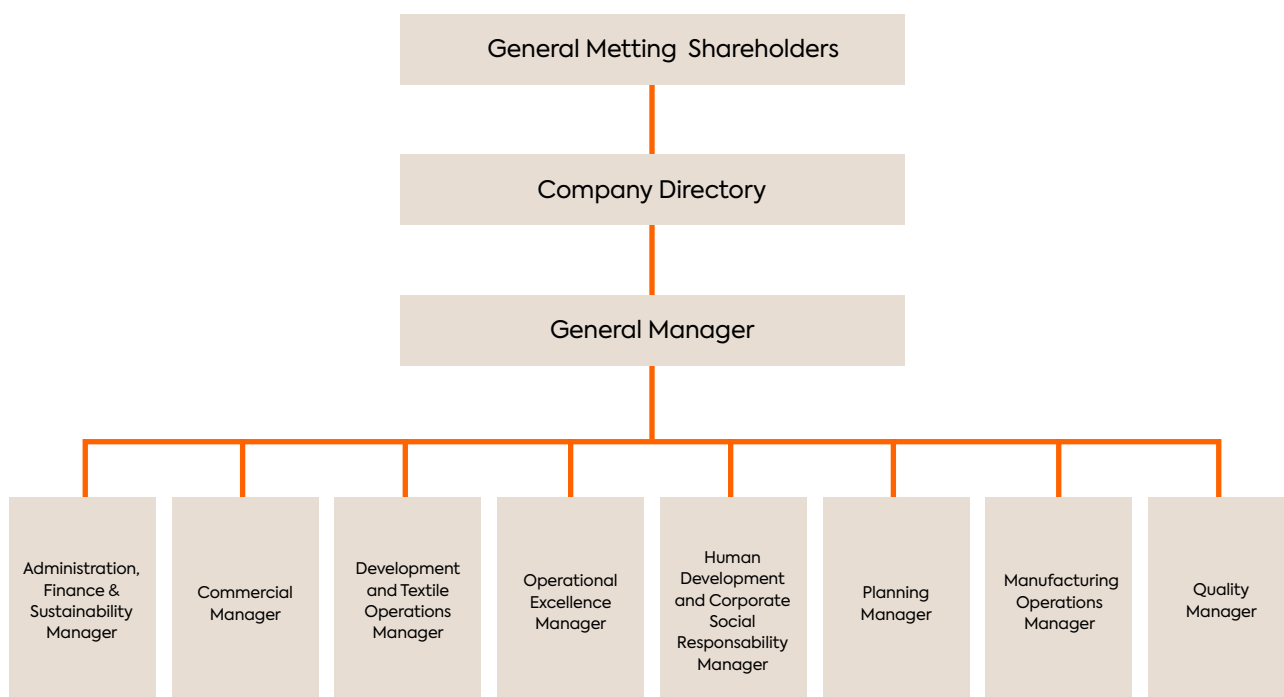 General Metting Shareholders
Company Directory
General Manager
Administration,
Finance &
Sustainability
Manager
Commercial
Manager
Development
and Textile
Operations
Manager
Operational
Excellence
Manager
Human
Development
and Corporate
Social
Responsability
Manager
Planning
Manager
Manufacturing
Operations
Manager
Quality
Manager